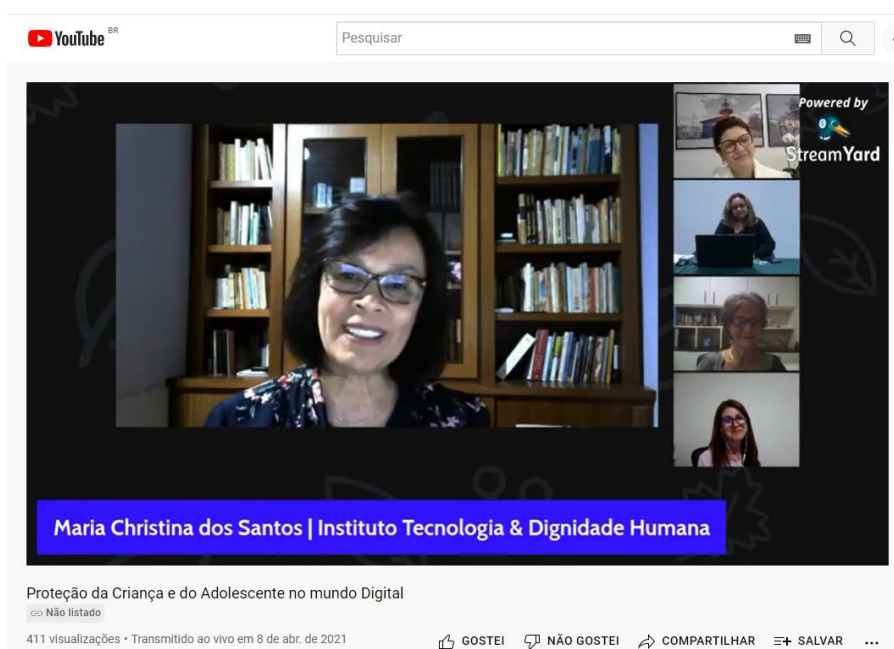 YouTube BR
Pesquisar
Powered by
StreamYard
Maria Christina dos Santos | Instituto Tecnologia & Dignidade Humana
Proteção da Criança e do Adolescente no mundo Digital
Não listado
411 visualizações • Transmitido ao vivo em 8 de abr. de 2021
GOSTEI NÃO GOSTEI COMPARTILHAR SALVAR ...